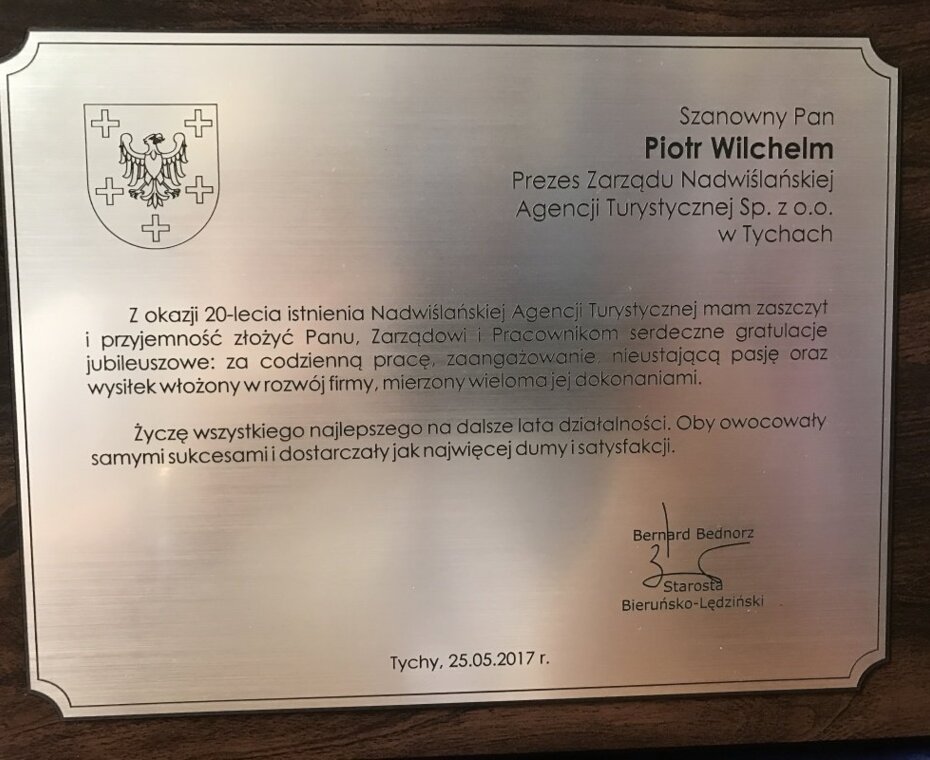 Szanowny Pan
Piotr Wilchelm
Prezes Zarządu Nadwiślańskiej
Agencji Turystycznej Sp. z o.o.
w Tychach
Z okazji 20-lecia istnienia Nadwiślańskiej Agencji Turystycznej mam zaszczyt
i przyjemność złożyć Panu, Zarządowi i Pracownikom serdeczne gratulacje
jubileuszowe: za codzienną pracę, zaangażowanie, nieustającą pasję oraz
wysiłek włożony w rozwój firmy, mierzony wieloma jej dokonaniami.
Życzę wszystkiego najlepszego na dalsze lata działalności. Oby owocowały
samymi sukcesami i dostarczały jak najwięcej dumy i satysfakcji.
Bernard Bednorz
Starosta
Bieruńsko-Lędziński
Tychy, 25.05.2017 r.